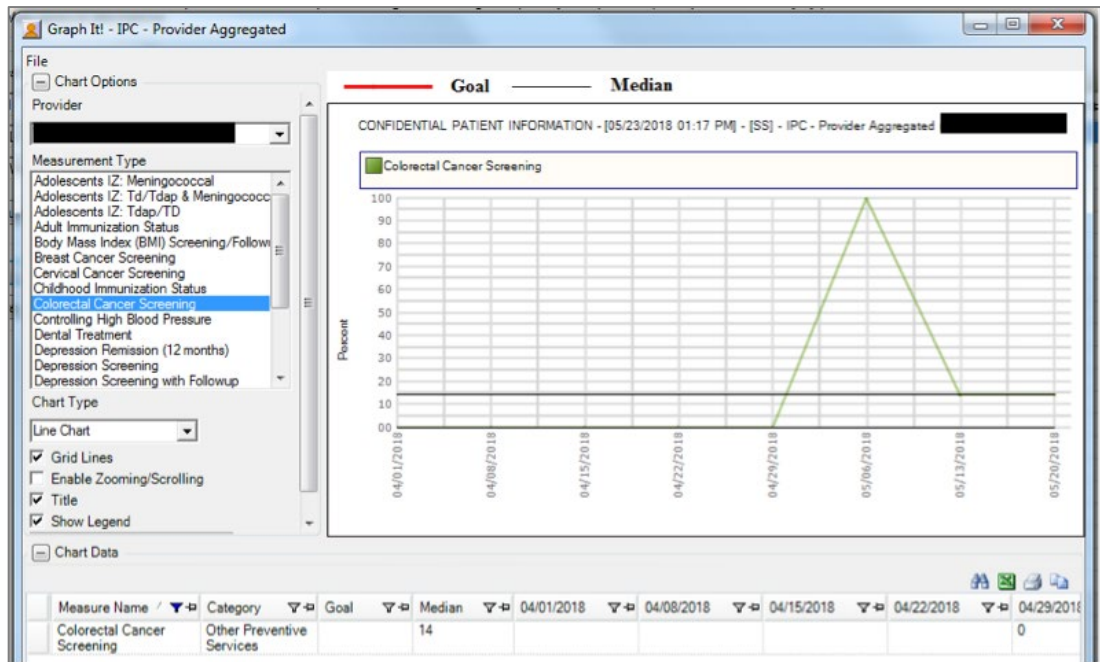 Graph It! - IPC - Provider Aggregated
File
Chart Options
Provider
Measurement Type
Adolescents IZ: Meningococcal
Adolescents IZ: Td/Tdap & Meningococc
Adolescents IZ: Tdap/TD
Adult Immunization Status
Body Mass Index (BMI) Screening/Follow
Breast Cancer Screening
Cervical Cancer Screening
Childhood Immunization Status
Colorectal Cancer Screening
Controlling High Blood Pressure
Dental Treatment
Depression Remission (12 months)
Depression Screening
Depression Screening with Followup
Chart Type
Line Chart
Grid Lines
Enable Zooming/Scrolling
Title
Show Legend
Goal Median
CONFIDENTIAL PATIENT INFORMATION - [05/23/2018 01:17 PM] - [SS] - IPC - Provider Aggregated
Colorectal Cancer Screening
100
90
80
70
60
50
40
30
20
10
00
Percent
04/01/2018
04/08/2018
04/15/2018
04/22/2018
04/29/2018
05/06/2018
05/13/2018
05/20/2018
Chart Data
Measure Name Category Goal Median 04/01/2018 04/08/2018 04/15/2018 04/22/2018 04/29/2018
Colorectal Cancer Other Preventive 14 0
Screening Services